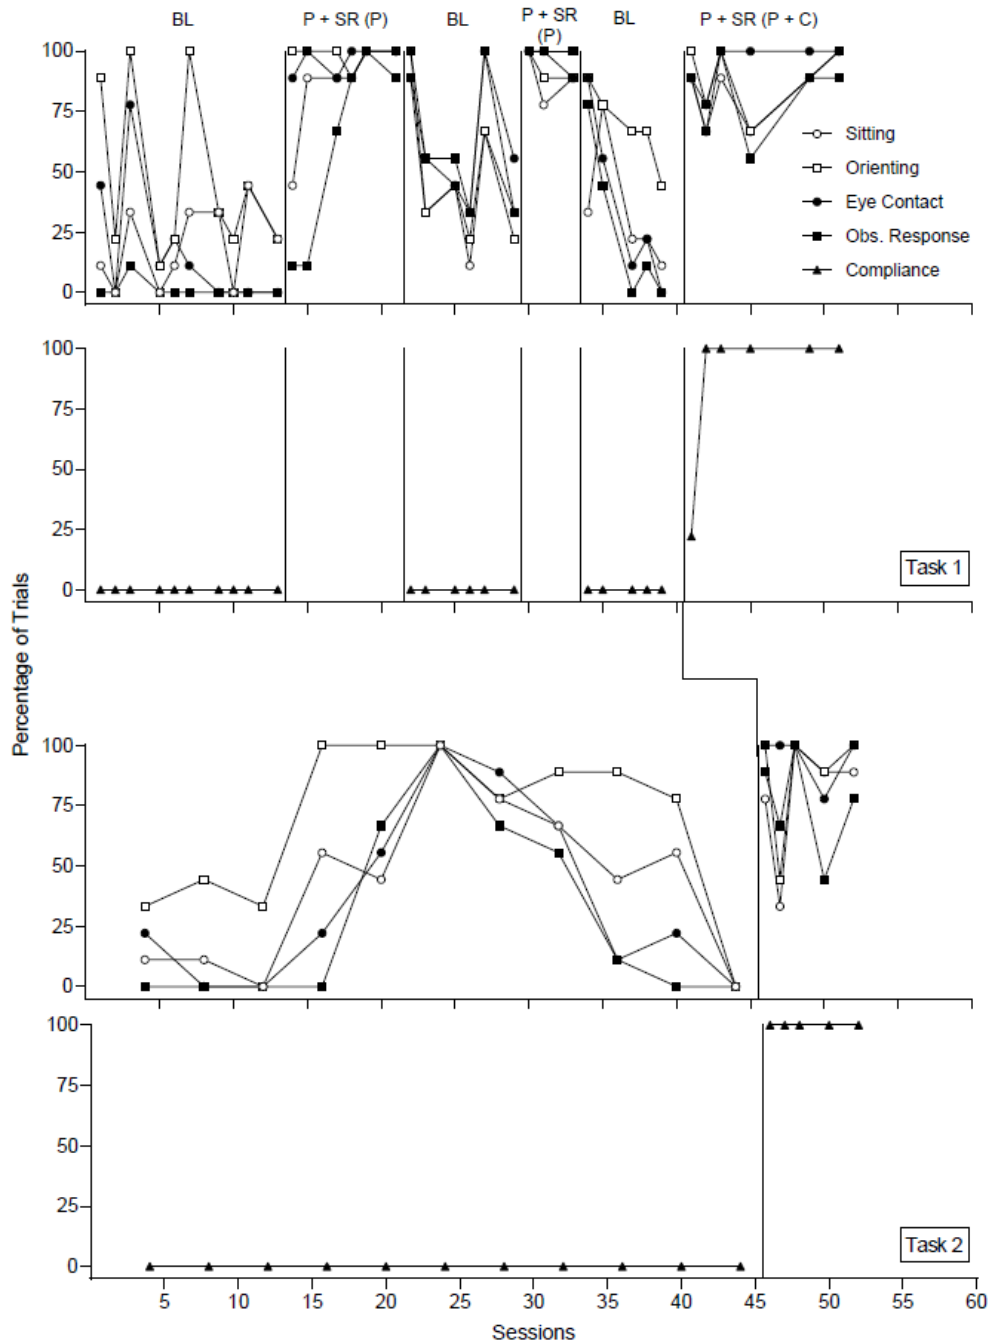 BL P + SR (P) BL P + SR (P) BL P + SR (P + C)
100
75
50
25
0
Sitting
Orienting
Eye Contact
Obs. Response
Compliance
100
75
50
25
0
Task 1
Percentage of Trials
100
75
50
25
0
100
75
50
25
0
Task 2
5 10 15 20 25 30 35 40 45 50 55 60
Sessions